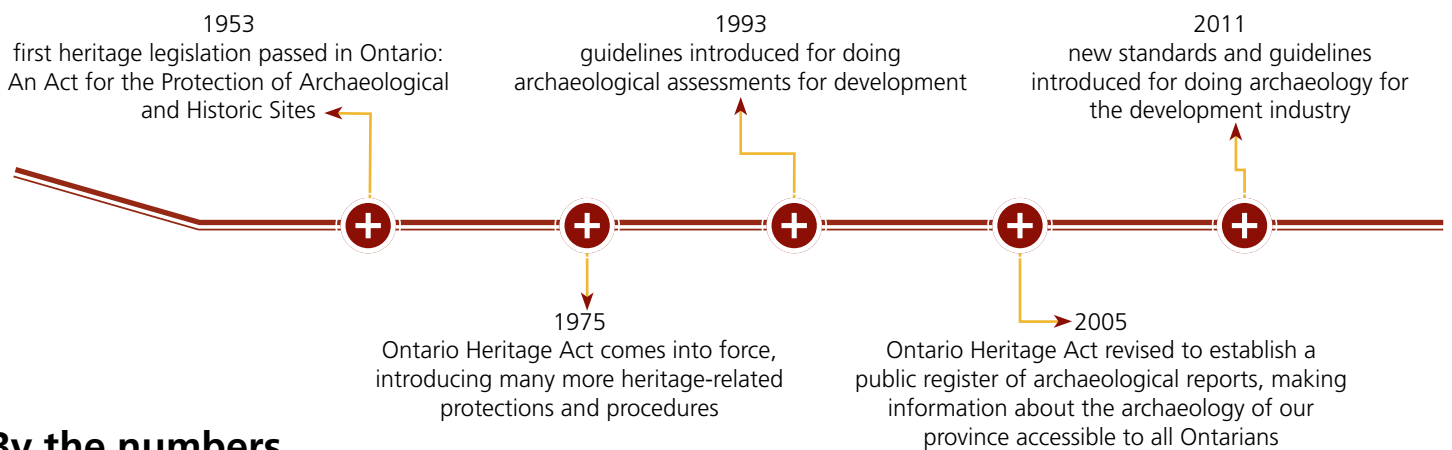 1953
first heritage legislation passed in Ontario:
An Act for the Protection of Archaeological
and Historic Sites
1993
guidelines introduced for doing
archaeological assessments for development
2011
new standards and guidelines
introduced for doing archaeology for
the development industry
1975
Ontario Heritage Act comes into force,
introducing many more heritage-related
protections and procedures
2005
Ontario Heritage Act revised to establish a
public register of archaeological reports, making
information about the archaeology of our
province accessible to all Ontarians
By the numbers